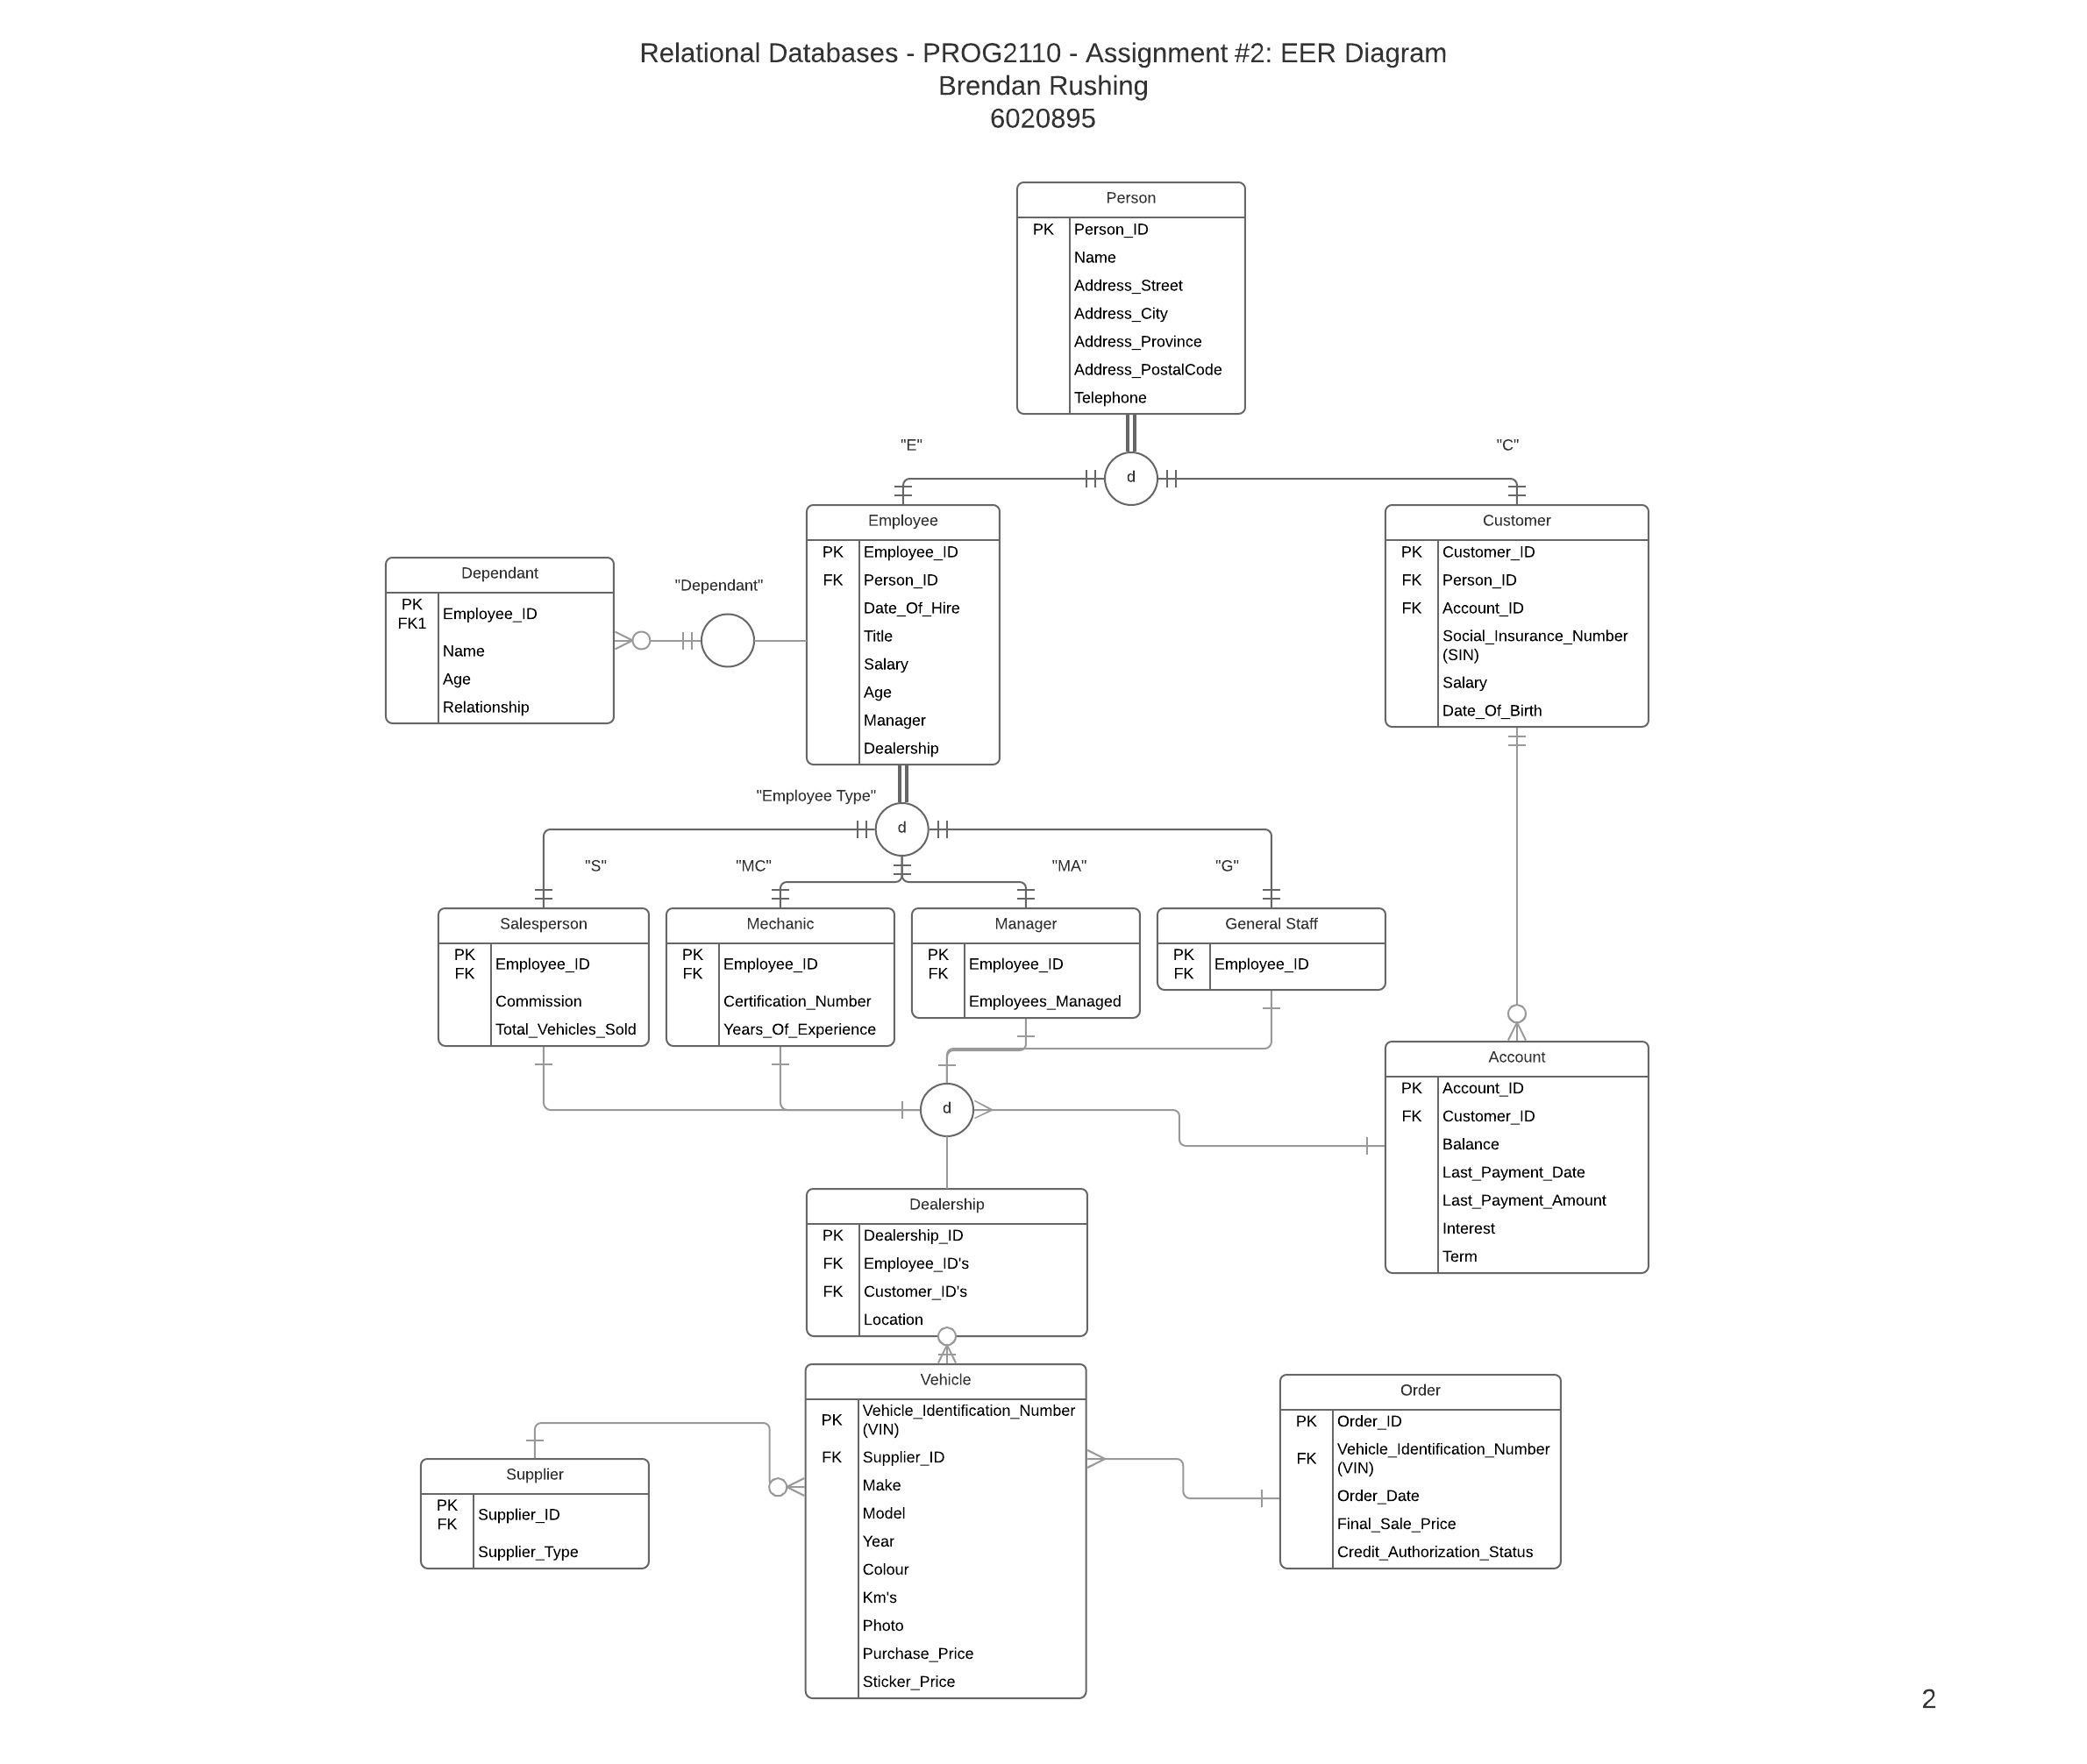 Relational Databases - PROG2110 - Assignment #2: EER Diagram
Brendan Rushing
6020895
Person
PK Person_ID
Name
Address_Street
Address_City
Address_Province
Address_PostalCode
Telephone
"E"
"C"
d
Employee
PK Employee_ID
FK Person_ID
Date_Of_Hire
Title
Salary
Age
Manager
Dealership
Customer
PK Customer_ID
FK Person_ID
FK Account_ID
Social_Insurance_Number
(SIN)
Salary
Date_Of_Birth
Dependant
PK
FK1
Employee_ID
Name
Age
Relationship
"Dependant"
"Employee Type"
d
"S"
"MC"
"MA"
"G"
Salesperson
PK
FK
Employee_ID
Commission
Total_Vehicles_Sold
Mechanic
PK
FK
Employee_ID
Certification_Number
Years_Of_Experience
Manager
PK
FK
Employee_ID
Employees_Managed
General Staff
PK
FK
Employee_ID
d
Account
PK Account_ID
FK Customer_ID
Balance
Last_Payment_Date
Last_Payment_Amount
Interest
Term
Dealership
PK Dealership_ID
FK Employee_ID's
FK Customer_ID's
Location
Vehicle
PK
Vehicle_Identification_Number
(VIN)
FK Supplier_ID
Make
Model
Year
Colour
Km's
Photo
Purchase_Price
Sticker_Price
Order
PK Order_ID
FK
Vehicle_Identification_Number
(VIN)
Order_Date
Final_Sale_Price
Credit_Authorization_Status
Supplier
PK
FK
Supplier_ID
Supplier_Type
2